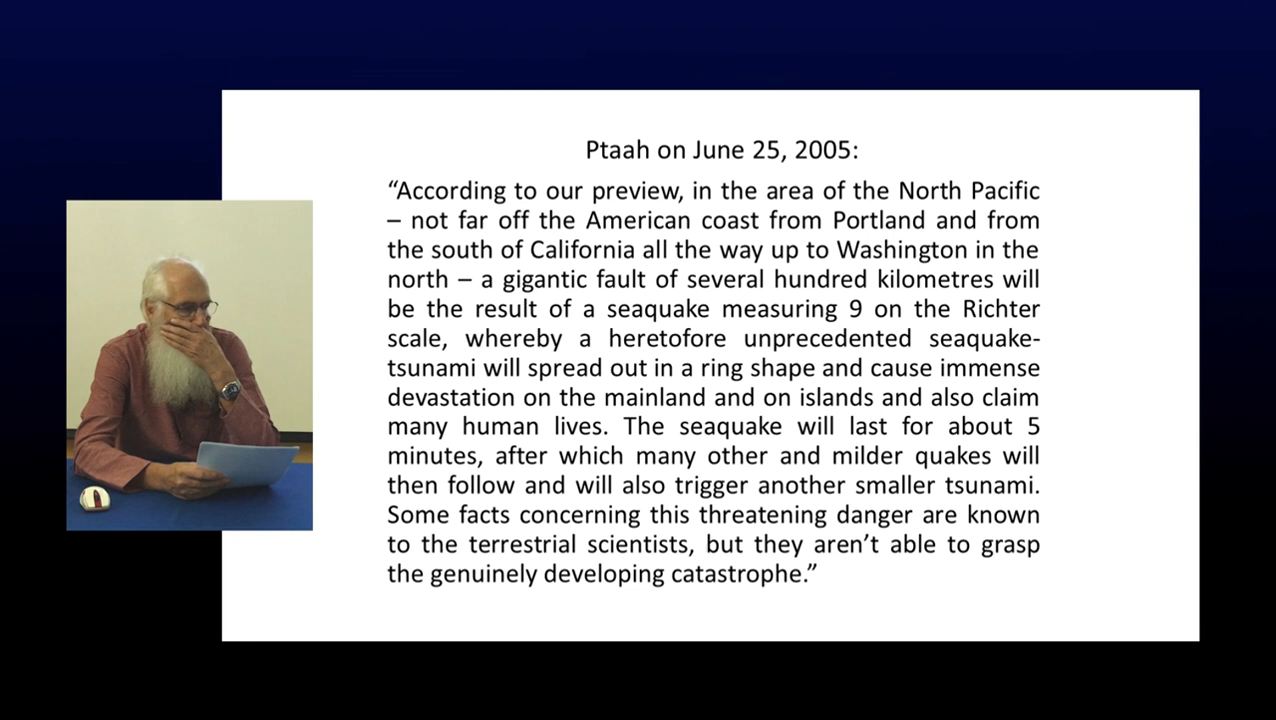 Ptaah on June 25, 2005:
“According to our preview, in the area of the North Pacific
– not far off the American coast from Portland and from
the south of California all the way up to Washington in the
north – a gigantic fault of several hundred kilometres will
be the result of a seaquake measuring 9 on the Richter
scale, whereby a heretofore unprecedented seaquake-
tsunami will spread out in a ring shape and cause immense
devastation on the mainland and on islands and also claim
many human lives. The seaquake will last for about 5
minutes, after which many other and milder quakes will
then follow and will also trigger another smaller tsunami.
Some facts concerning this threatening danger are known
to the terrestrial scientists, but they aren’t able to grasp
the genuinely developing catastrophe.”